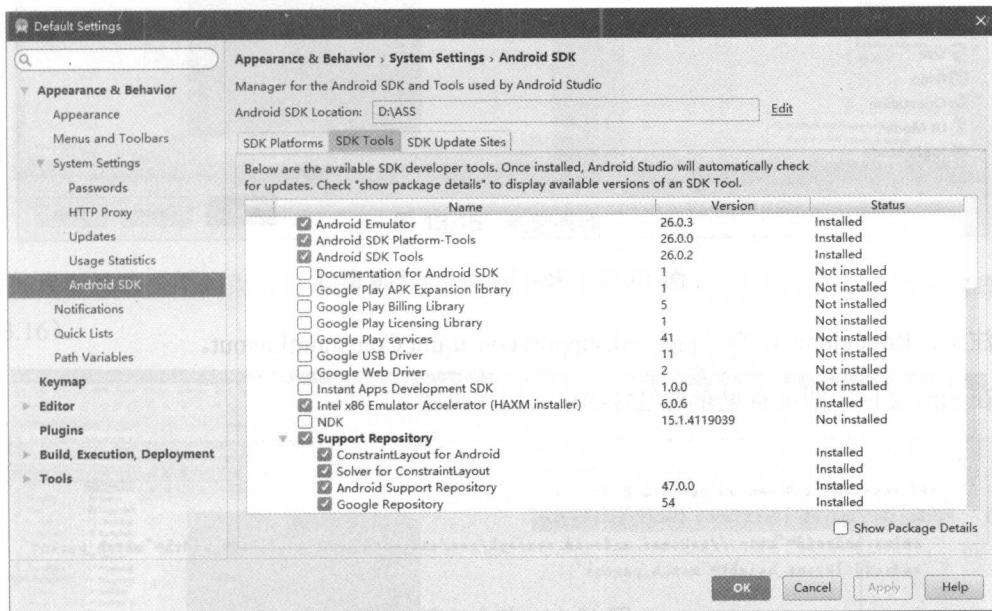 Default Settings
Appearance & Behavior
Appearance
Menus and Toolbars
System Settings
Passwords
HTTP Proxy
Updates
Usage Statistics
Android SDK
Notifications
Quick Lists
Path Variables
Keymap
Editor
Plugins
Build, Execution, Deployment
Tools
Appearance & Behavior › System Settings › Android SDK
Manager for the Android SDK and Tools used by Android Studio
Android SDK Location: D:\ASS Edit
SDK Platforms SDK Tools SDK Update Sites
Below are the available SDK developer tools. Once installed, Android Studio will automatically check
for updates. Check "show package details" to display available versions of an SDK Tool.
Name Version Status
Android Emulator 26.0.3 Installed
Android SDK Platform-Tools 26.0.0 Installed
Android SDK Tools 26.0.2 Installed
Documentation for Android SDK 1 Not installed
Google Play APK Expansion library 1 Not installed
Google Play Billing Library 5 Not installed
Google Play Licensing Library 1 Not installed
Google Play services 41 Not installed
Google USB Driver 11 Not installed
Google Web Driver 2 Not installed
Instant Apps Development SDK 1.0.0 Not installed
Intel x86 Emulator Accelerator (HAXM installer) 6.0.6 Installed
NDK 15.1.4119039 Not installed
Support Repository
ConstraintLayout for Android Installed
Solver for ConstraintLayout Installed
Android Support Repository 47.0.0 Installed
Google Repository 54 Installed
Show Package Details
OK Cancel Apply Help